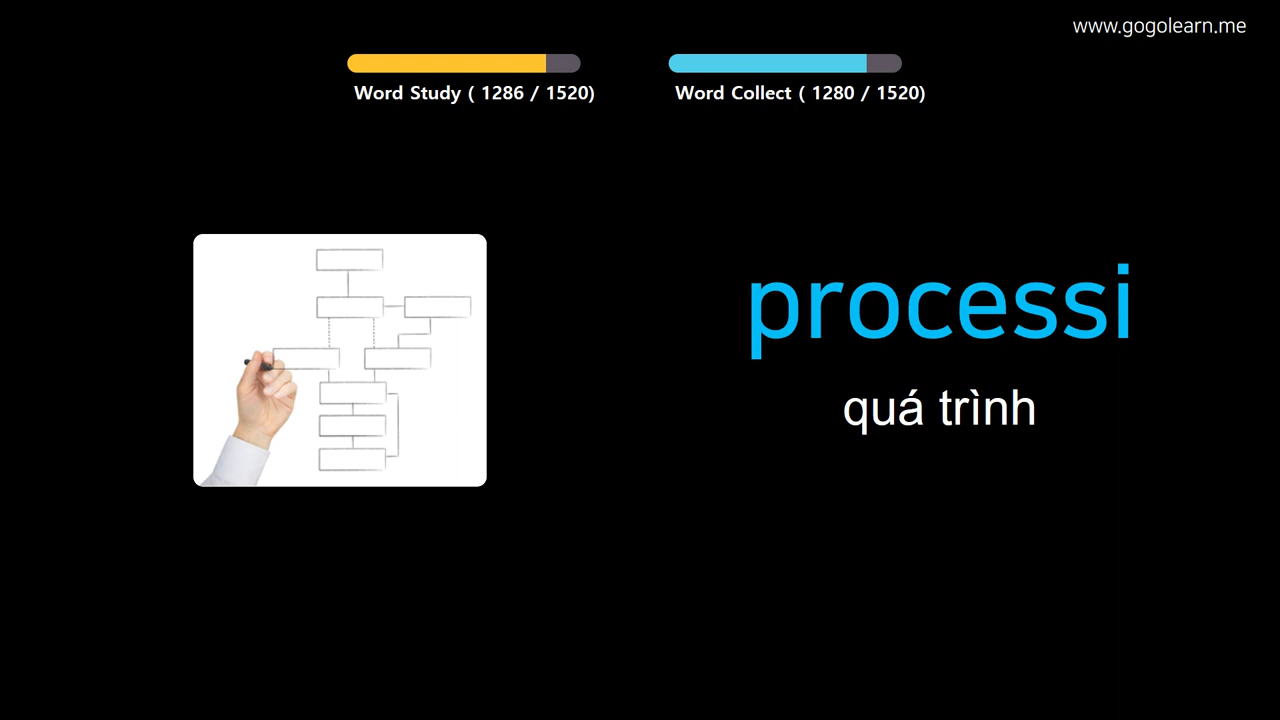 www.gogolearn.me
Word Study ( 1286 / 1520)
Word Collect ( 1280 / 1520)
processi
quá trình